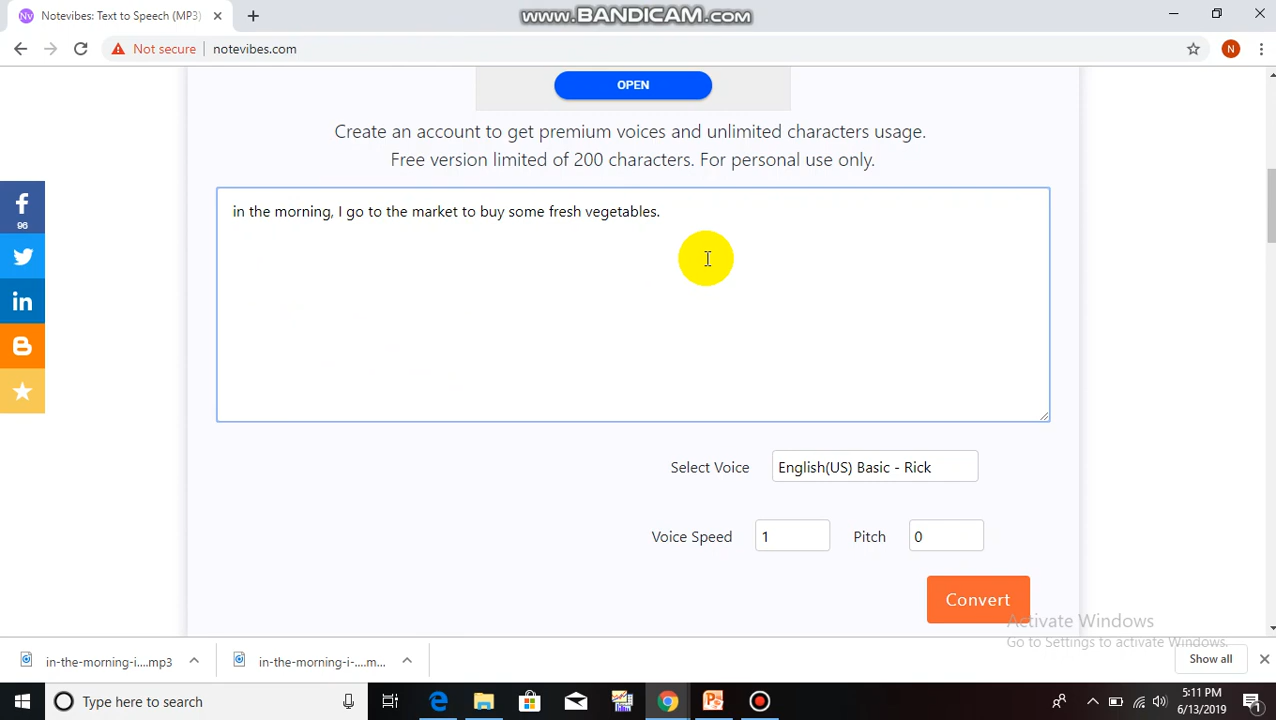 Notevibes: Text to Speech (MP3)
www.BANDICAM.com
Not secure
notevibes.com
N
OPEN
Create an account to get premium voices and unlimited characters usage.
Free version limited of 200 characters. For personal use only.
96
in the morning, I go to the market to buy some fresh vegetables.
Select Voice
English(US) Basic - Rick
Voice Speed
1
Pitch
0
Convert
Activate Windows
Go to Settings to activate Windows.
in-the-morning-i....mp3
in-the-morning-i-....m...
Show all
Type here to search
5:11 PM
6/13/2019
1